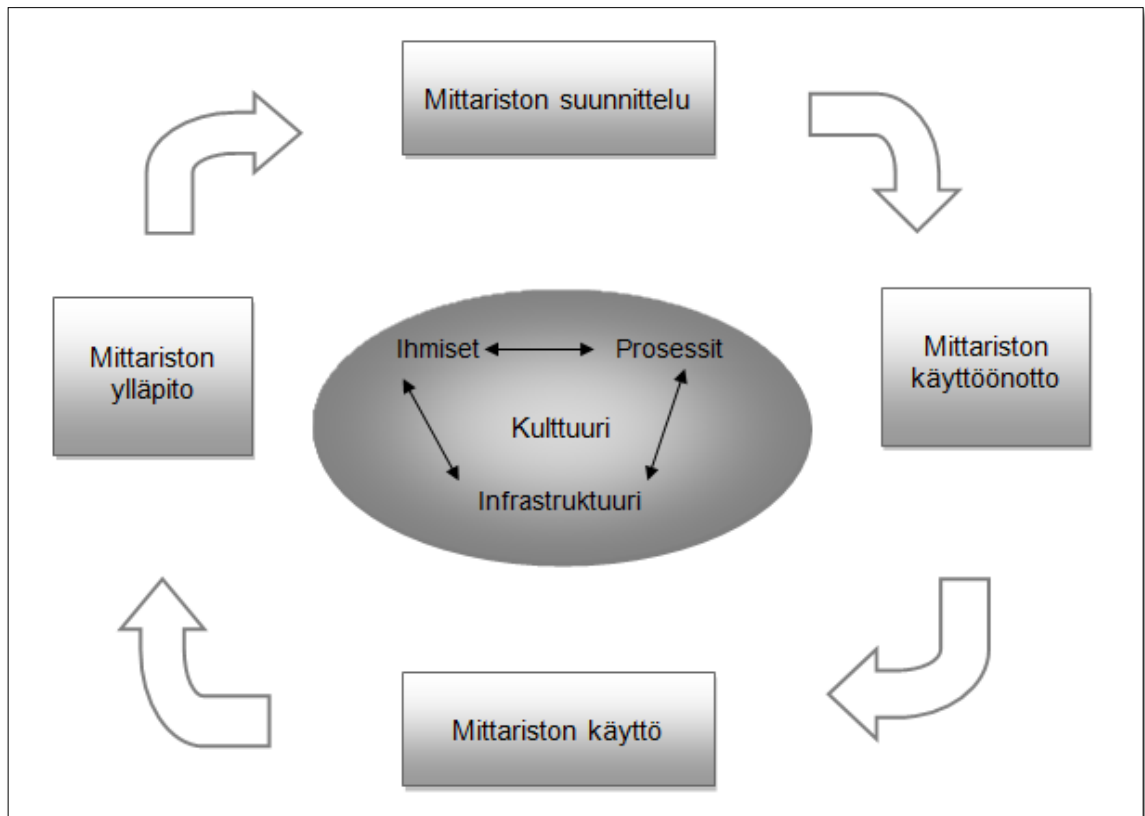 Mittariston suunnittelu
Mittariston
ylläpito
Ihmiset
Prosessit
Kulttuuri
Infrastruktuuri
Mittariston
käyttöönotto
Mittariston käyttö